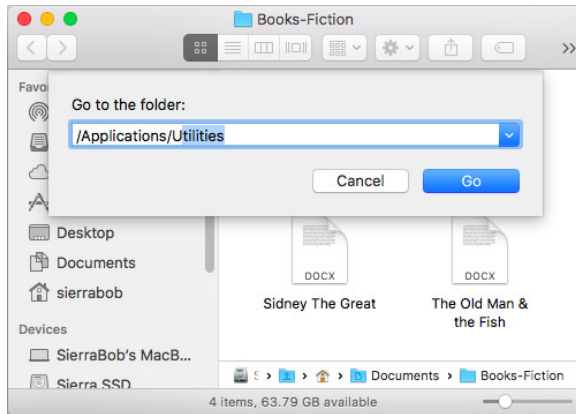 Books-Fiction
Favo
Go to the folder:
/Applications/Utilities
Cancel
Go
Desktop
Documents
sierrabob
Devices
SierraBob's MacB...
Sierra SSD
DOCX
DOCX
Sidney The Great
The Old Man &
the Fish
S › › › Documents › Books-Fiction
4 items, 63.79 GB available